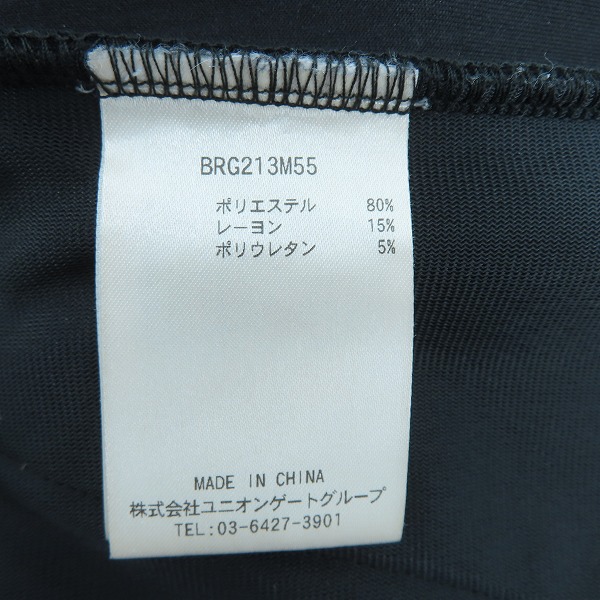 BRG213M55
ポリエステル 80%
レーヨン 15%
ポリウレタン 5%
MADE IN CHINA
株式会社ユニオンゲートグループ
TEL:03-6427-3901